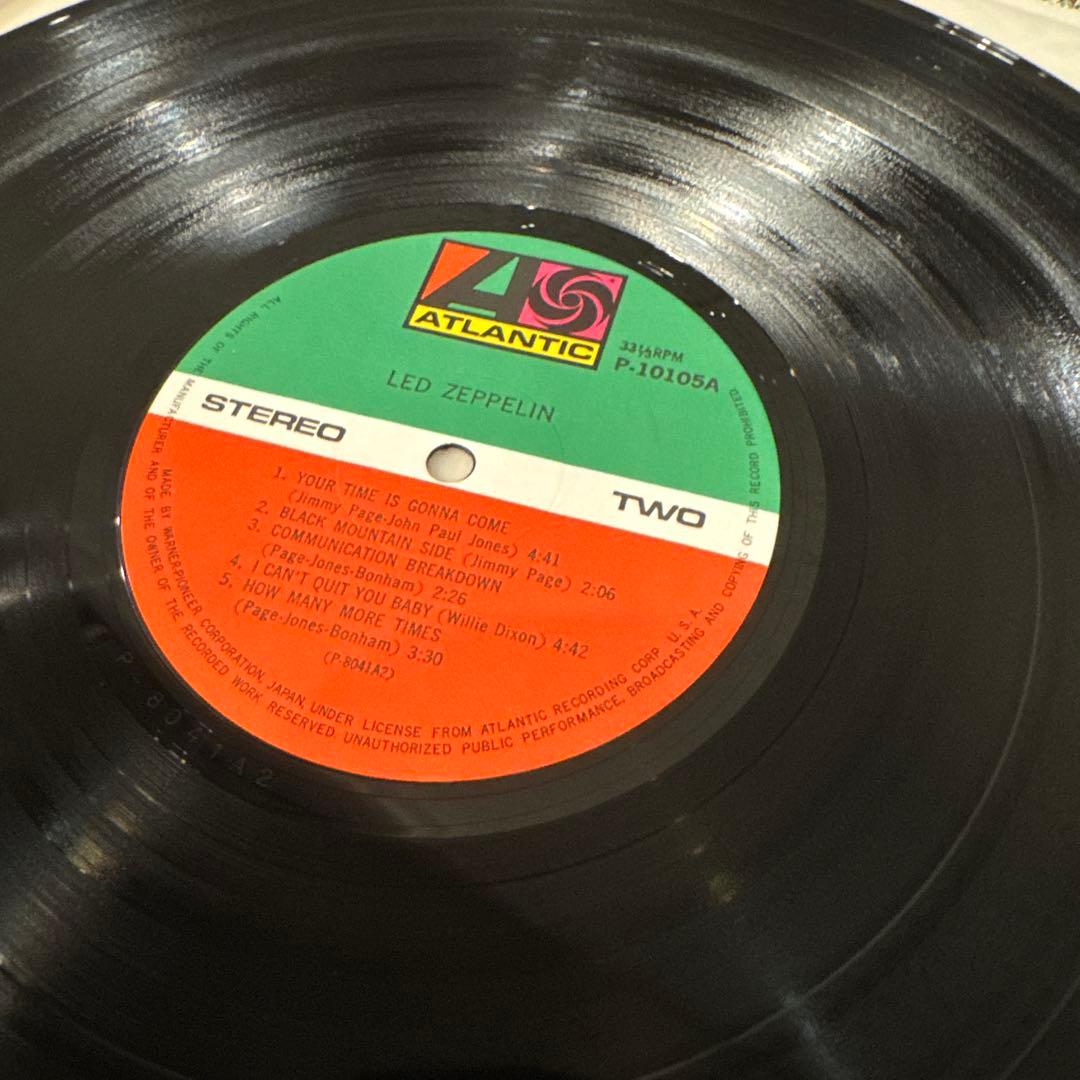 ATLANTIC
33⅓RPM
P-10105A
LED ZEPPELIN
STEREO
TWO
1. YOUR TIME IS GONNA COME
(Jimmy Page-John Paul Jones) 4:41
2. BLACK MOUNTAIN SIDE (Jimmy Page) 2:06
3. COMMUNICATION BREAKDOWN
(Page-Jones-Bonham) 2:26
4. I CAN'T QUIT YOU BABY (Willie Dixon) 4:42
5. HOW MANY MORE TIMES
(Page-Jones-Bonham) 3:30
(P-8041A2)
MADE BY WARNER-PIONEER CORPORATION, JAPAN, UNDER LICENSE FROM ATLANTIC RECORDING CORP. U.S.A.
ALL RIGHTS OF THE MANUFACTURER AND OF THE OWNER OF THE RECORDED WORK RESERVED UNAUTHORIZED PUBLIC PERFORMANCE, BROADCASTING AND COPYING OF THIS RECORD PROHIBITED.
P-8041A2